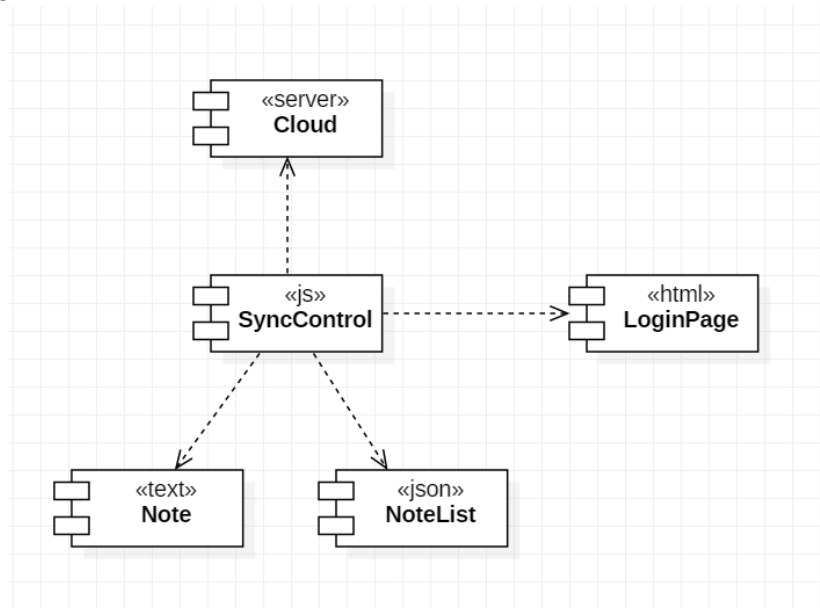 «server»
Cloud
«js»
SyncControl
«html»
LoginPage
«text»
Note
«json»
NoteList